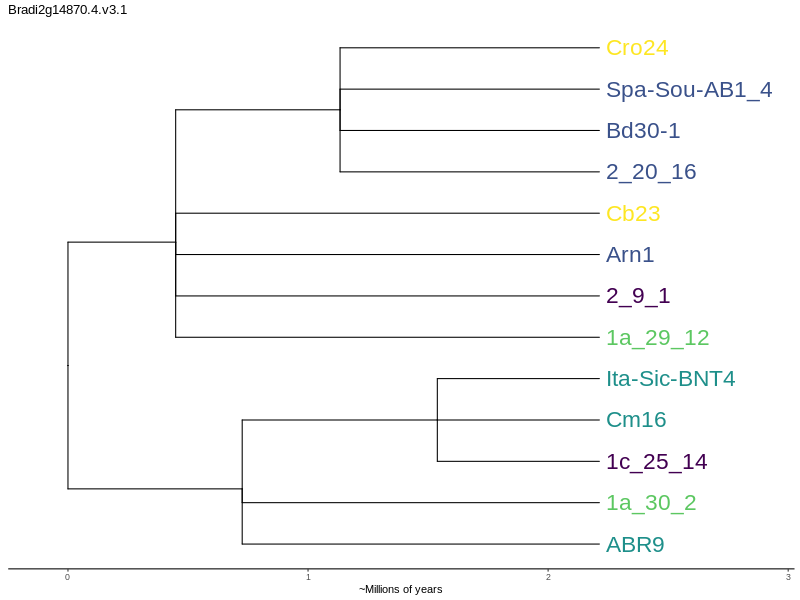 Bradi2g14870.4.v3.1
Cro24
Spa-Sou-AB1_4
Bd30-1
2_20_16
Cb23
Arn1
2_9_1
1a_29_12
Ita-Sic-BNT4
Cm16
1c_25_14
1a_30_2
ABR9
0 1 2 3
~Millions of years